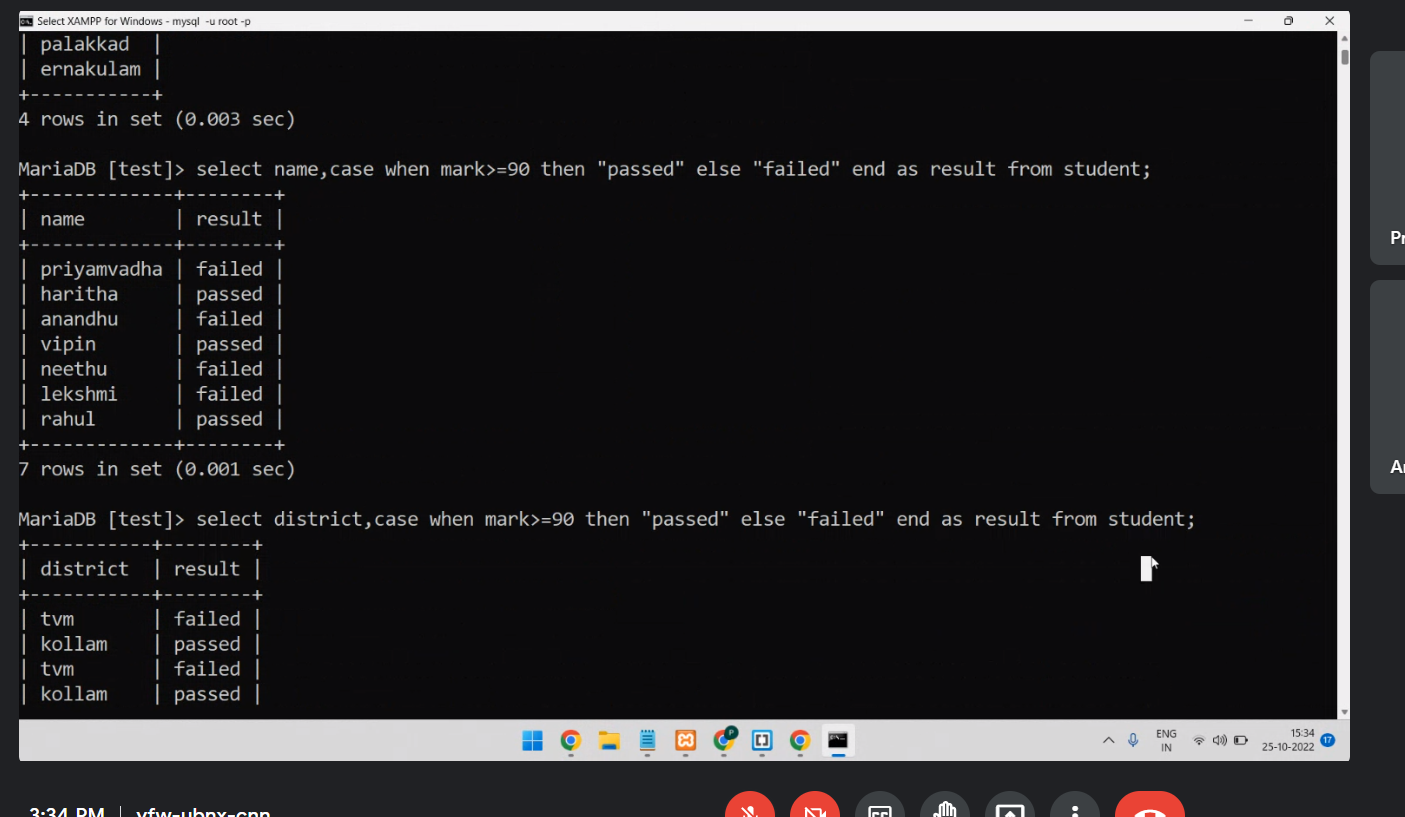 Select XAMPP for Windows - mysql -u root -p
| palakkad |
| ernakulam |
+-----------+
4 rows in set (0.003 sec)
MariaDB [test]> select name,case when mark>=90 then "passed" else "failed" end as result from student;
+-------------+--------+
| name | result |
+-------------+--------+
| priyamvadha | failed |
| haritha | passed |
| anandhu | failed |
| vipin | passed |
| neethu | failed |
| lekshmi | failed |
| rahul | passed |
+-------------+--------+
7 rows in set (0.001 sec)
MariaDB [test]> select district,case when mark>=90 then "passed" else "failed" end as result from student;
+-----------+--------+
| district | result |
+-----------+--------+
| tvm | failed |
| kollam | passed |
| tvm | failed |
| kollam | passed |
Pr
Ar
ENG
IN
15:34
25-10-2022
17
3:34 PM | vfw-ubnx-cnn